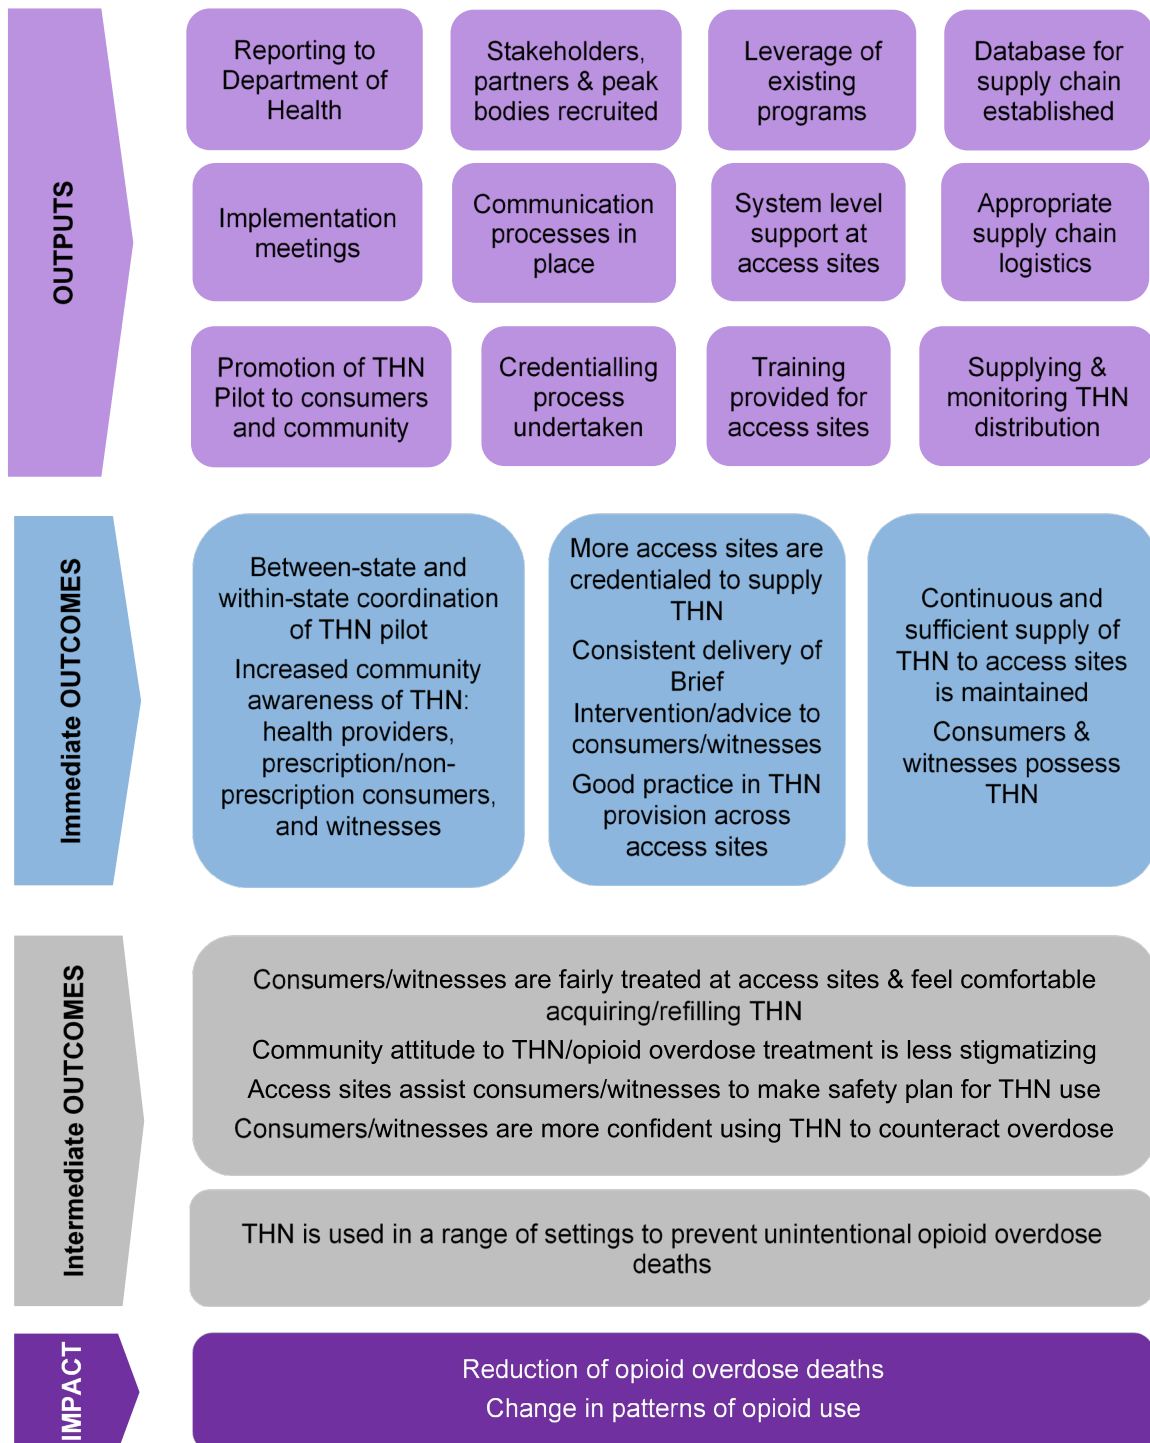 OUTPUTS
Reporting to
Department of
Health
Stakeholders,
partners & peak
bodies recruited
Leverage of
existing
programs
Database for
supply chain
established
Implementation
meetings
Communication
processes in
place
System level
support at
access sites
Appropriate
supply chain
logistics
Promotion of THN
Pilot to consumers
and community
Credentialling
process
undertaken
Training
provided for
access sites
Supplying &
monitoring THN
distribution
Immediate OUTCOMES
Between-state and
within-state coordination
of THN pilot
Increased community
awareness of THN:
health providers,
prescription/non-
prescription consumers,
and witnesses
More access sites are
credentialed to supply
THN
Consistent delivery of
Brief
Intervention/advice to
consumers/witnesses
Good practice in THN
provision across
access sites
Continuous and
sufficient supply of
THN to access sites
is maintained
Consumers &
witnesses possess
THN
Intermediate OUTCOMES
Consumers/witnesses are fairly treated at access sites & feel comfortable
acquiring/refilling THN
Community attitude to THN/opioid overdose treatment is less stigmatizing
Access sites assist consumers/witnesses to make safety plan for THN use
Consumers/witnesses are more confident using THN to counteract overdose
THN is used in a range of settings to prevent unintentional opioid overdose
deaths
IMPACT
Reduction of opioid overdose deaths
Change in patterns of opioid use